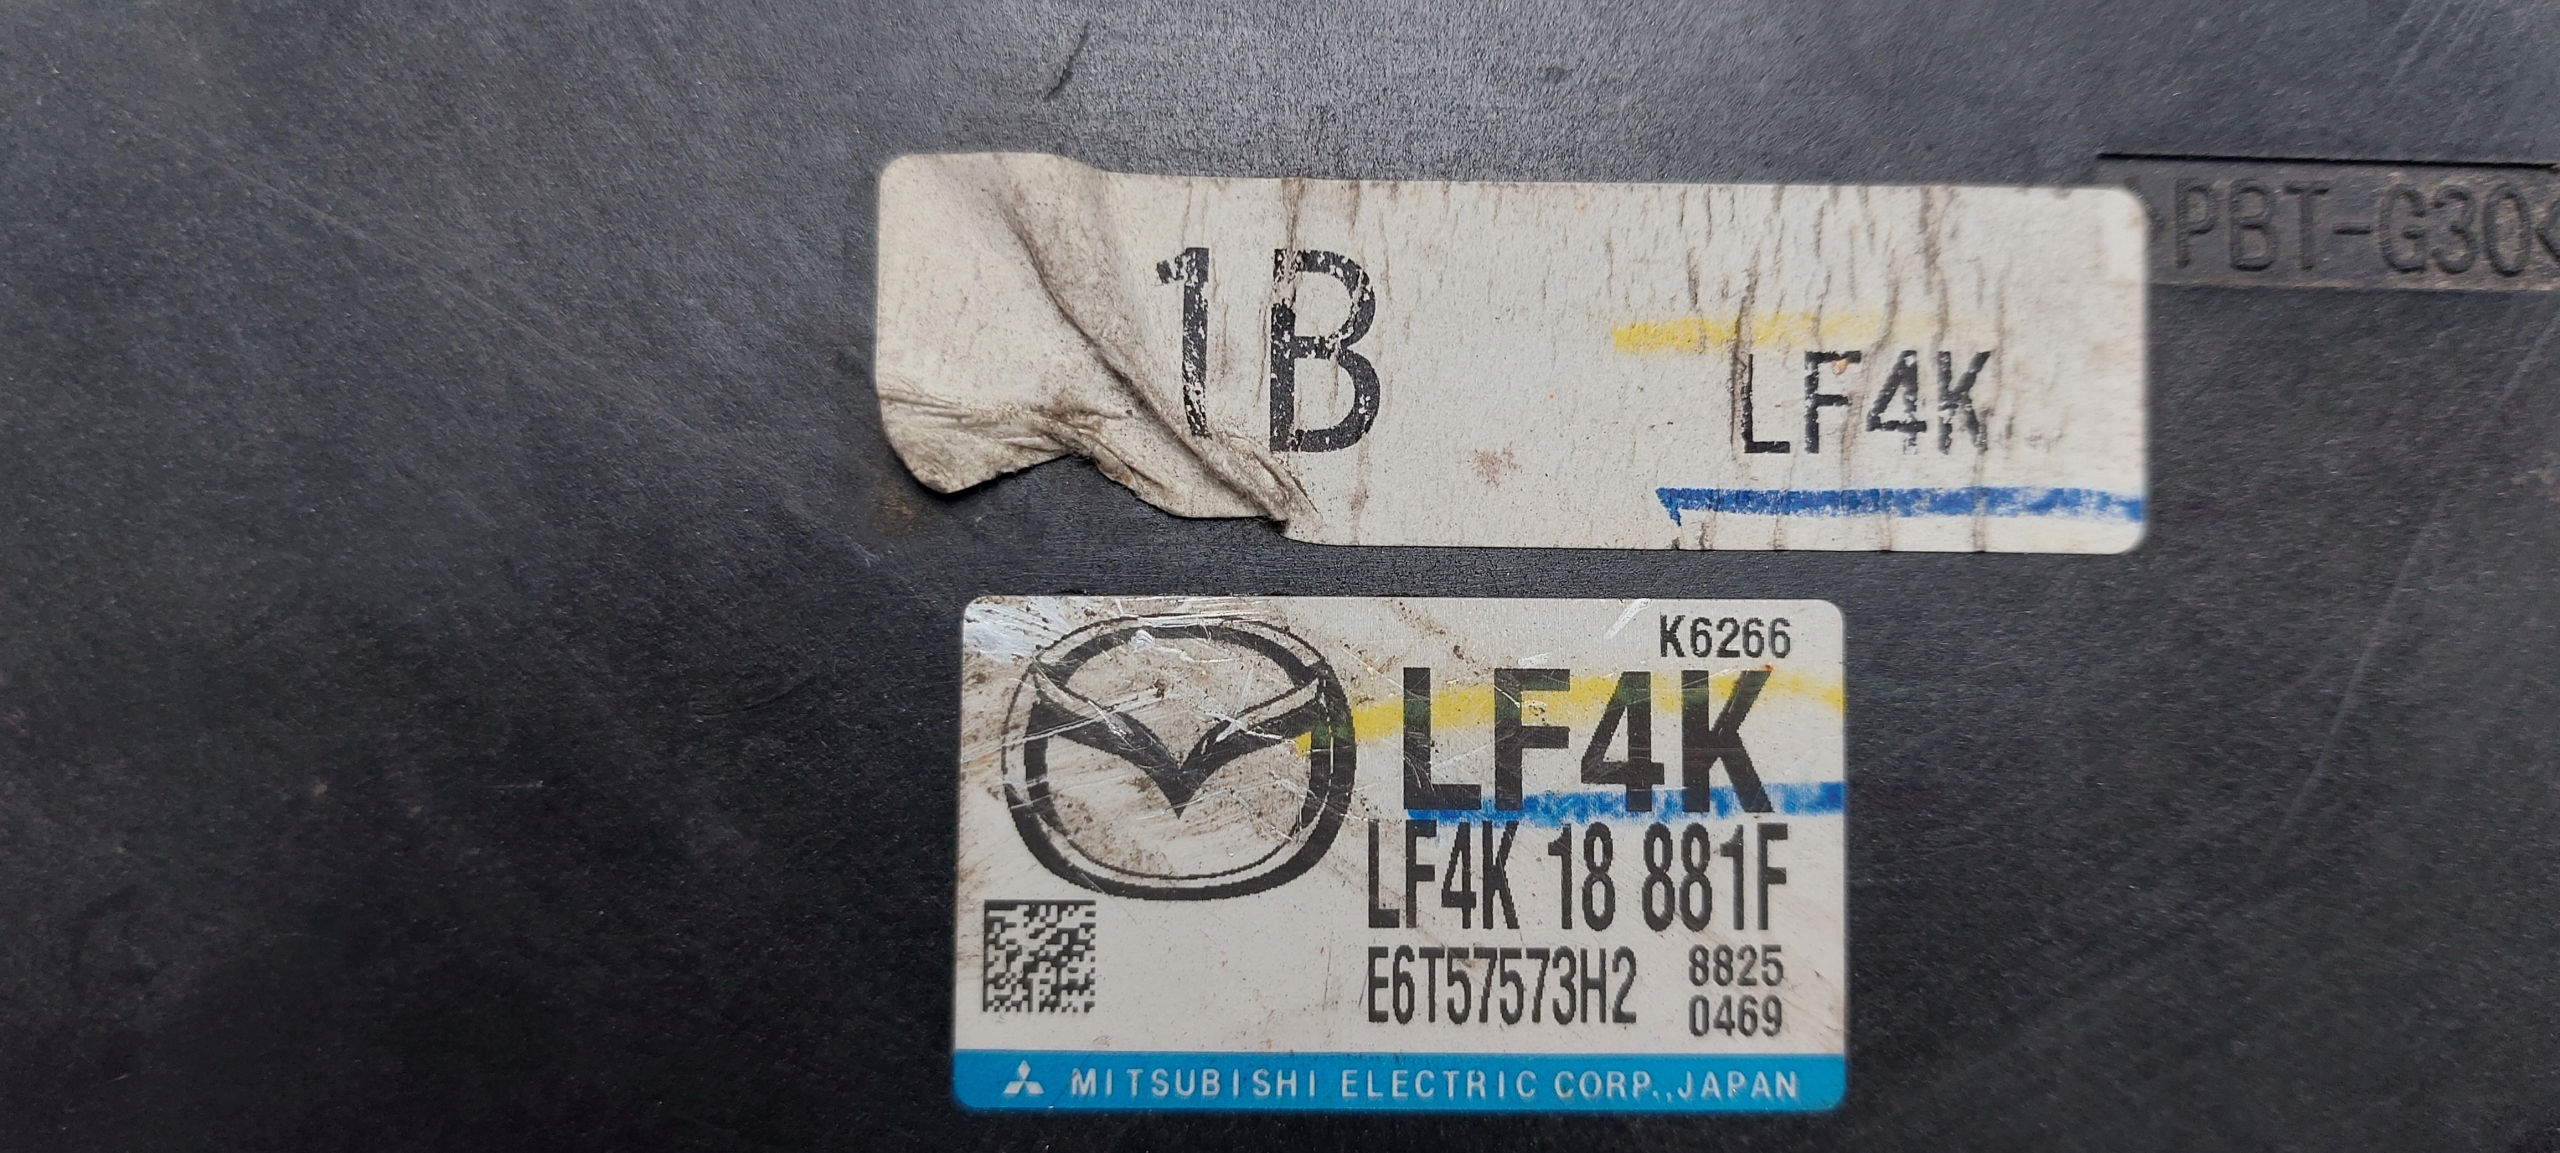 >PBT-G30<
1B
LF4K
K6266
LF4K
LF4K 18 881F
E6T57573H2 8825
0469
MITSUBISHI ELECTRIC CORP.,JAPAN